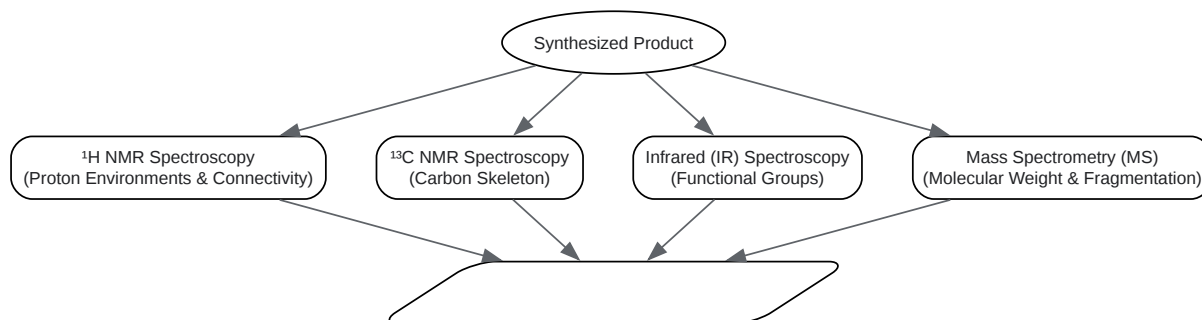 Synthesized Product
¹H NMR Spectroscopy
(Proton Environments & Connectivity)
¹³C NMR Spectroscopy
(Carbon Skeleton)
Infrared (IR) Spectroscopy
(Functional Groups)
Mass Spectrometry (MS)
(Molecular Weight & Fragmentation)